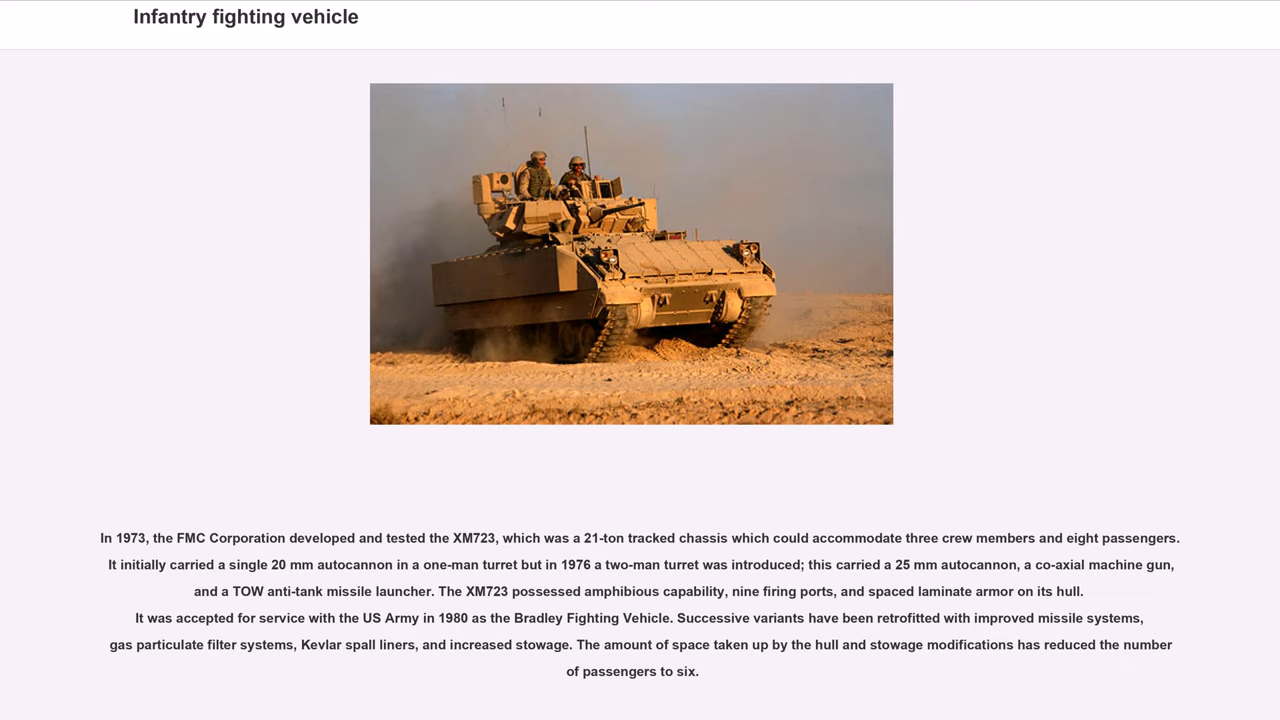 Infantry fighting vehicle
In 1973, the FMC Corporation developed and tested the XM723, which was a 21-ton tracked chassis which could accommodate three crew members and eight passengers.
It initially carried a single 20 mm autocannon in a one-man turret but in 1976 a two-man turret was introduced; this carried a 25 mm autocannon, a co-axial machine gun,
and a TOW anti-tank missile launcher. The XM723 possessed amphibious capability, nine firing ports, and spaced laminate armor on its hull.
It was accepted for service with the US Army in 1980 as the Bradley Fighting Vehicle. Successive variants have been retrofitted with improved missile systems,
gas particulate filter systems, Kevlar spall liners, and increased stowage. The amount of space taken up by the hull and stowage modifications has reduced the number
of passengers to six.